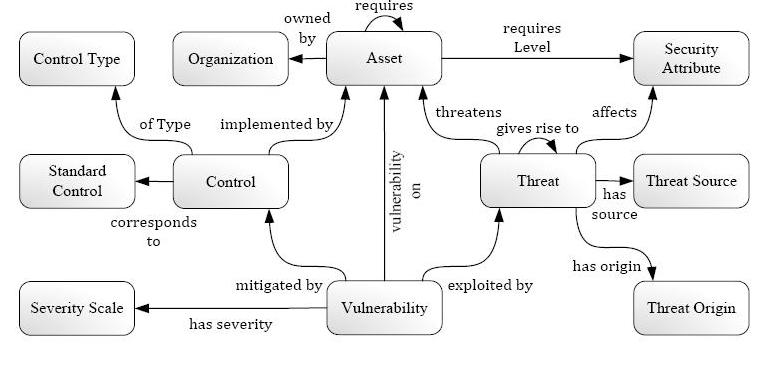 requires
owned
by
requires
Level
Control Type
Organization
Asset
Security
Attribute
of Type
implemented by
threatens
gives rise to
affects
vulnerability
on
Standard
Control
Control
Threat
Threat Source
has
source
corresponds
to
mitigated by
exploited by
has origin
Severity Scale
has severity
Vulnerability
Threat Origin